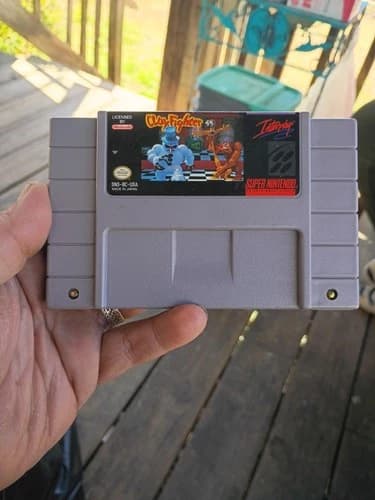 LICENSED
BY
Nintendo
ClayFighter
Interplay
SNS-8C-USA
MADE IN JAPAN
SUPER NINTENDO